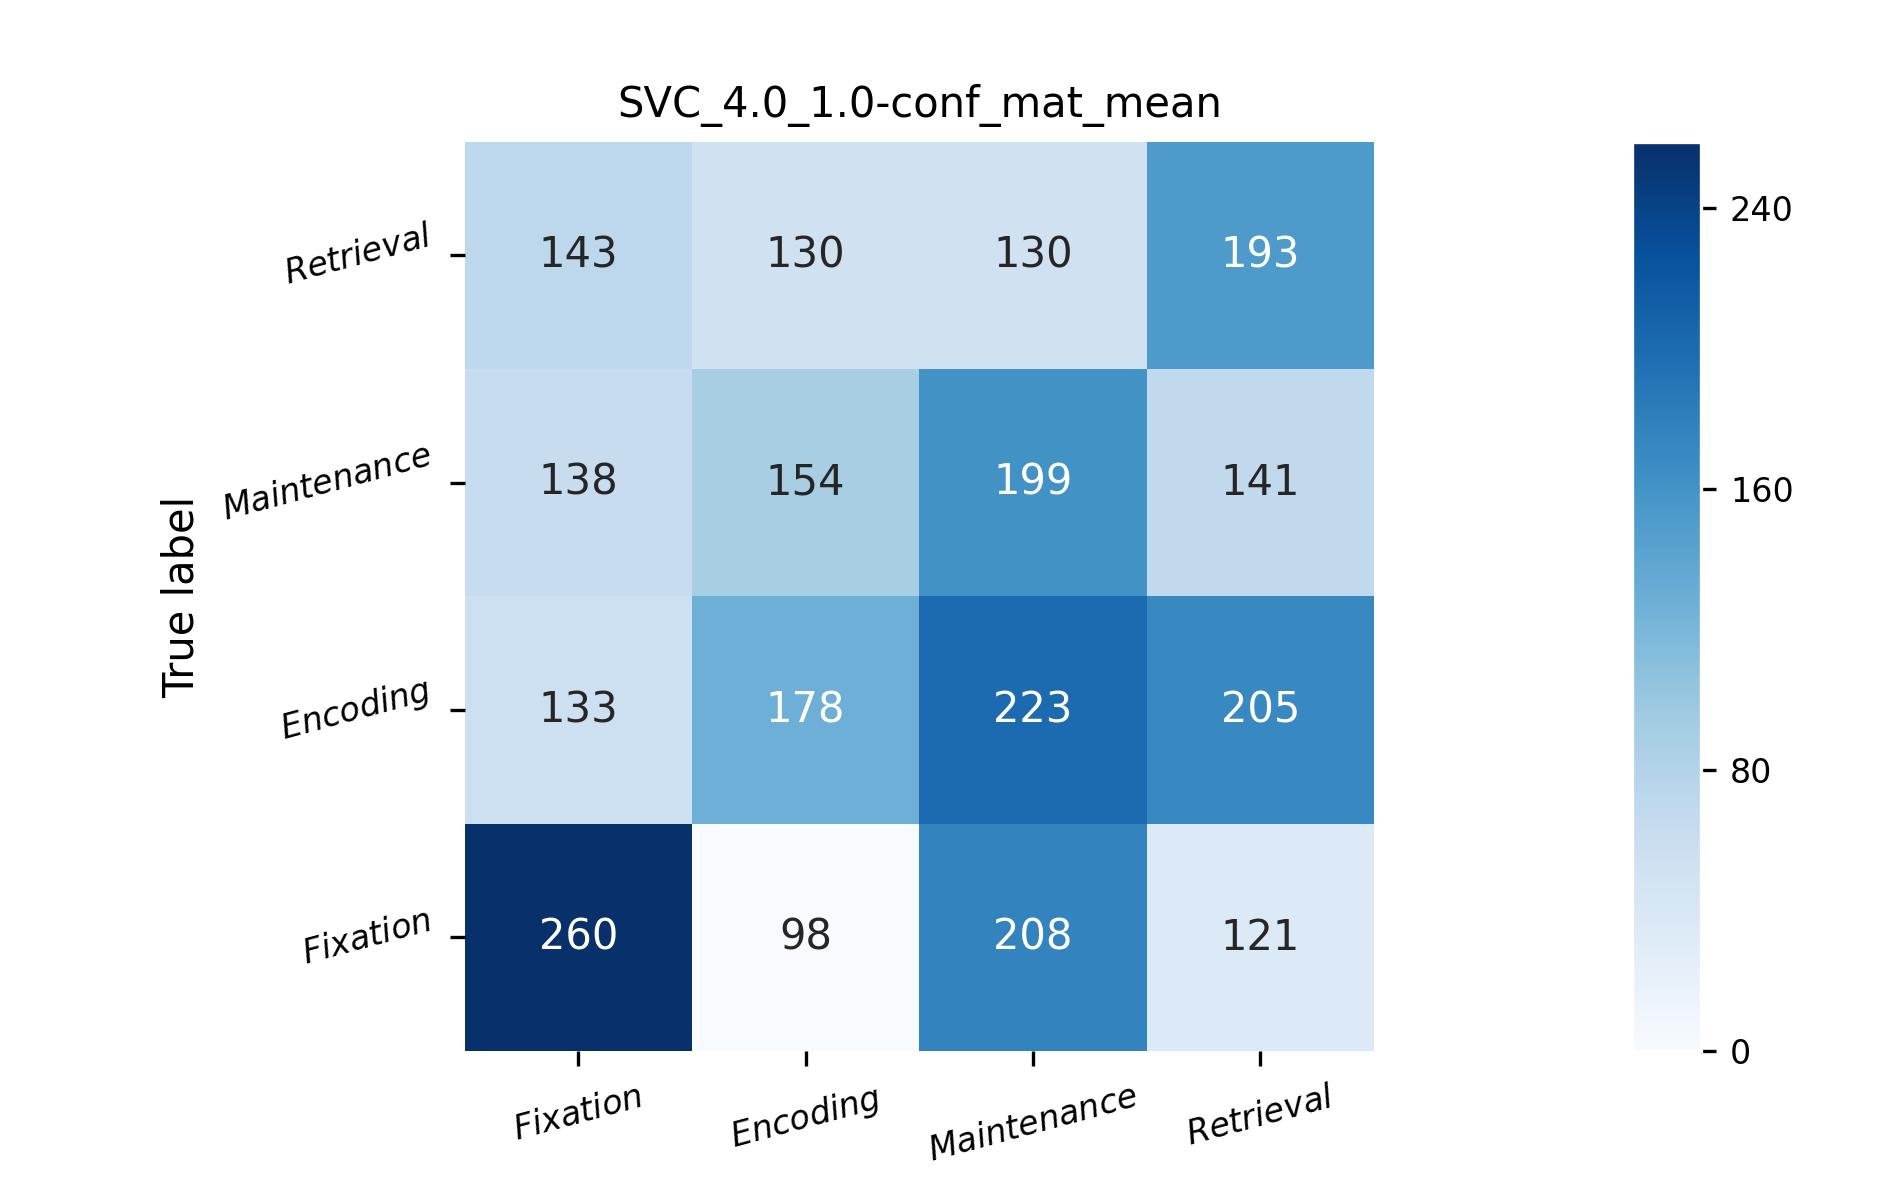 SVC_4.0_1.0-conf_mat_mean
Retrieval 143 130 130 193
Maintenance 138 154 199 141
Encoding 133 178 223 205
Fixation 260 98 208 121
True label
Fixation Encoding Maintenance Retrieval
240
160
80
0